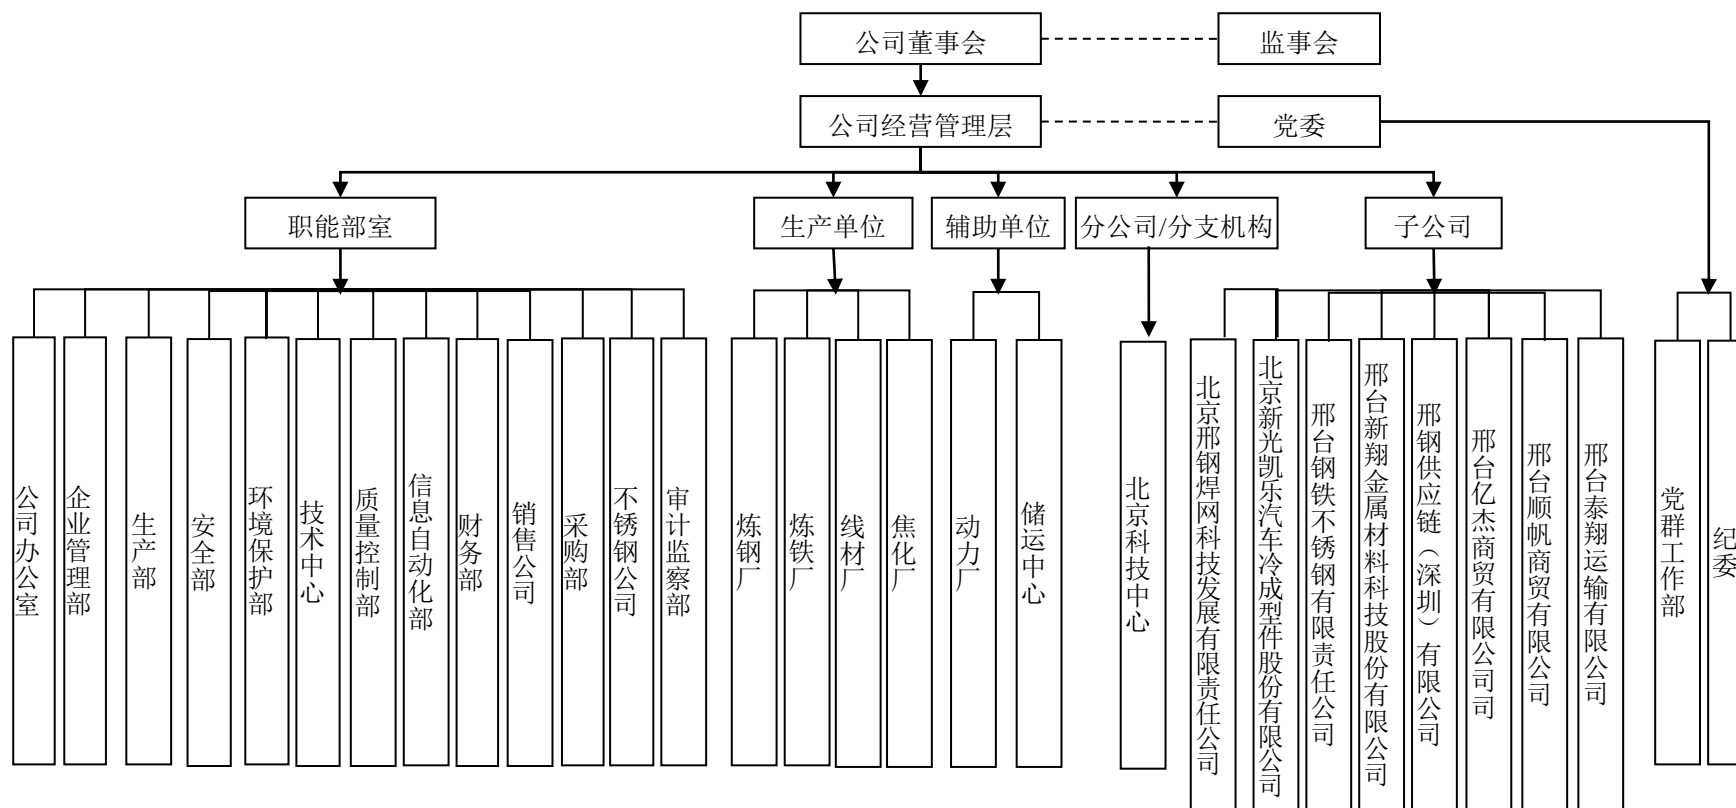 公司董事会
监事会
公司经营管理层
党委
职能部室
生产单位
辅助单位
分公司/分支机构
子公司
公司办公室
企业管理部
生产部
安全部
环境保护部
技术中心
质量控制部
信息自动化部
财务部
销售公司
采购部
不锈钢公司
审计监察部
炼钢厂
炼铁厂
线材厂
焦化厂
动力厂
储运中心
北京科技中心
北京邢钢焊网科技发展有限责任公司
北京新光凯乐汽车冷成型件股份有限公司
邢台钢铁不锈钢有限责任公司
邢台新翔金属材料科技股份有限公司
邢钢供应链（深圳）有限公司
邢台亿杰商贸有限公司司
邢台顺帆商贸有限公司
邢台泰翔运输有限公司
党群工作部
纪委